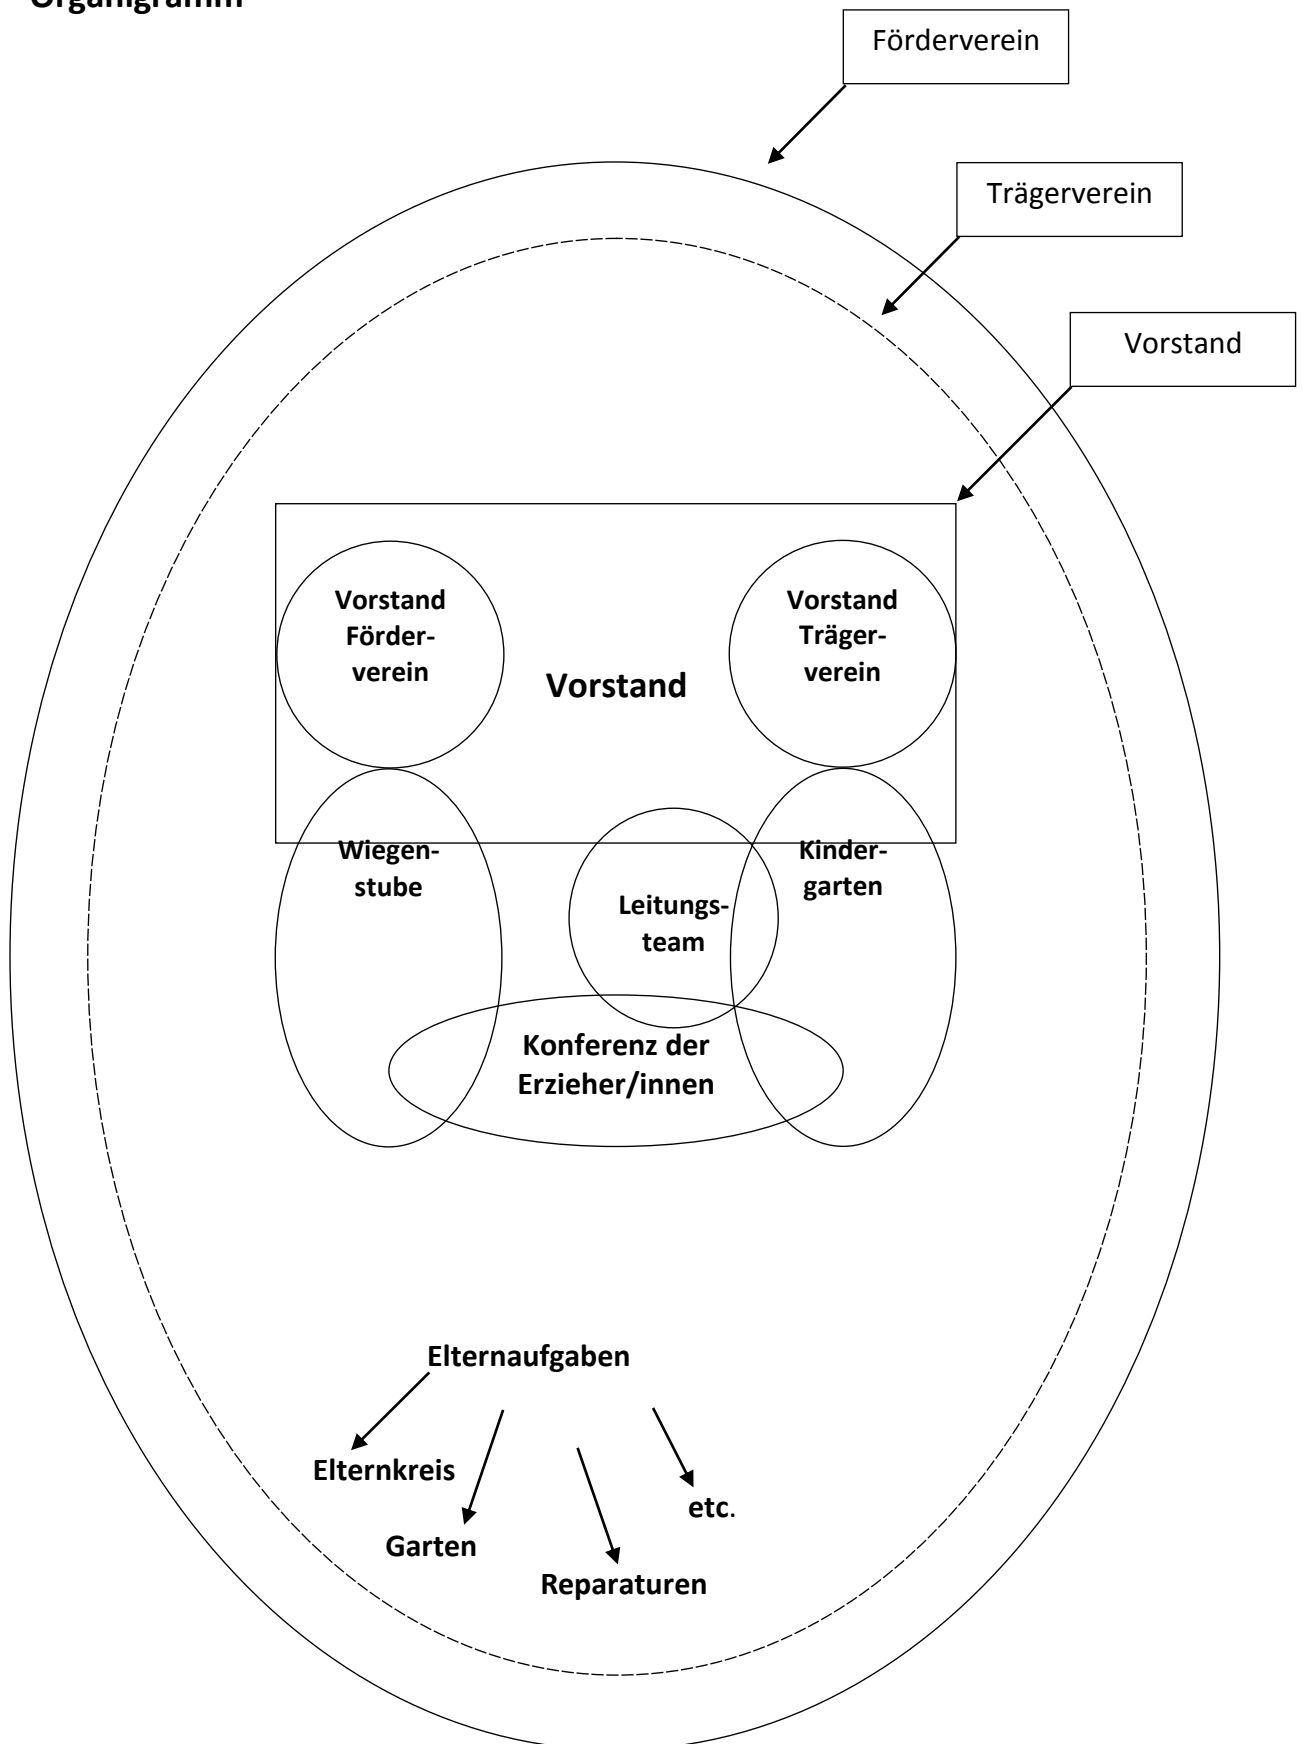 Organigramm
Förderverein
Trägerverein
Vorstand
Vorstand
Förder-
verein
Vorstand
Träger-
verein
Vorstand
Wiegen-
stube
Kinder-
garten
Leitungs-
team
Konferenz der
Erzieher/innen
Elternaufgaben
Elternkreis
etc.
Garten
Reparaturen